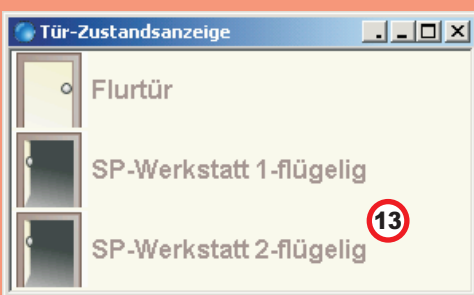 Tür-Zustandsanzeige
Flurtür
SP-Werkstatt 1-flügelig
13
SP-Werkstatt 2-flügelig